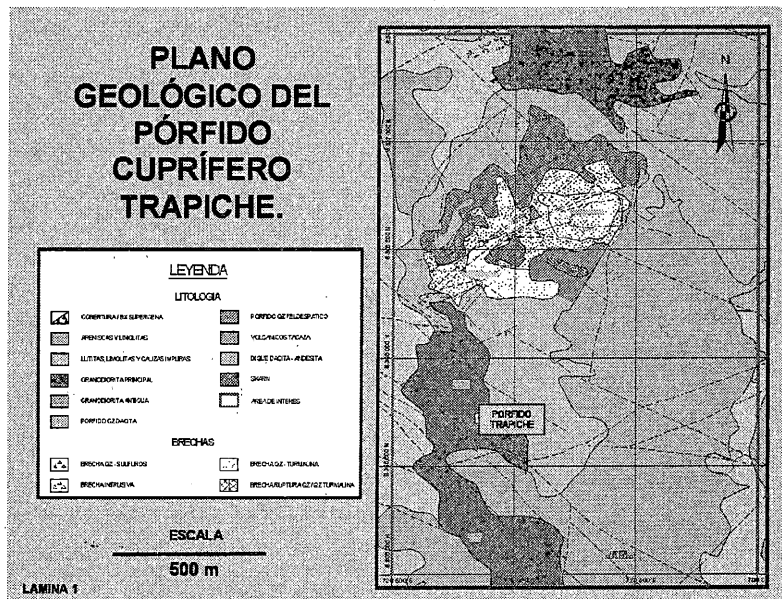 PLANO
GEOLÓGICO DEL
PÓRFIDO
CUPRÍFERO
TRAPICHE.
LEYENDA
LITOLOGIA
COBERTURA FBX SUPERGENA
PORFIDO QZ FELDESPATICO
ARENISCAS Y LIMOLITAS
VOLCANICOS TACAZA
LUTITAS, LIMOLITAS Y CALIZAS IMPURAS
DIQUE DACITA - ANDESITA
GRANODIORITA PRINCIPAL
SKARN
GRANODIORITA ANTIGUA
AREA DE INTERES
PORFIDO QZ DACITA
BRECHAS
BRECHA QZ - SULFUROS
BRECHA QZ - TURMALINA
BRECHA INTRUSIVA
BRECHA RUPTURA QZ / QZ TURMALINA
ESCALA
500 m
LAMINA 1
N
PORFIDO
TRAPICHE